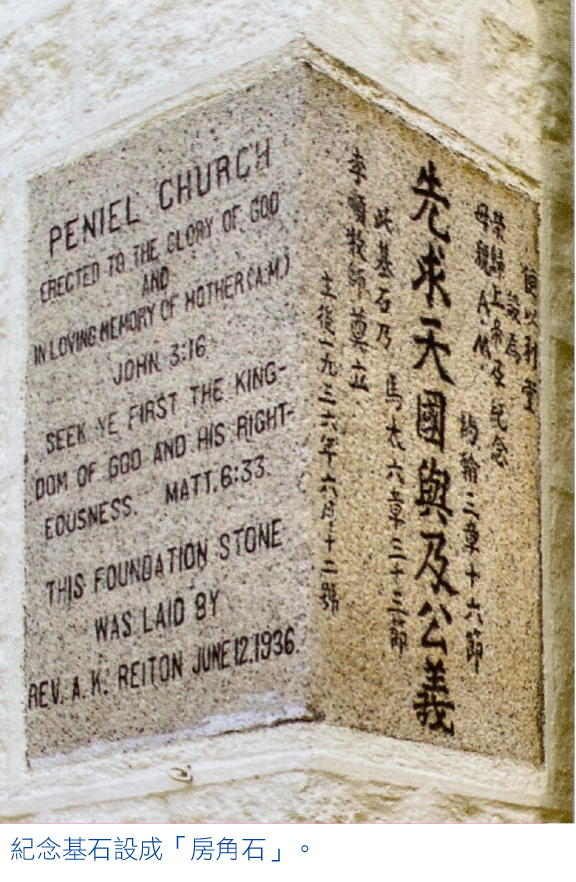 PENIEL CHURCH
ERECTED TO THE GLORY OF GOD
AND
IN LOVING MEMORY OF MOTHER (A.M.)
JOHN 3:16
SEEK YE FIRST THE KING-
DOM OF GOD AND HIS RIGHT-
EOUSNESS. MATT. 6:33.
THIS FOUNDATION STONE
WAS LAID BY
REV. A. K. REITON JUNE 12. 1936.
便以利堂
設為
榮歸上帝及紀念
母親A.M.
約翰三章十六節
先求天國與及公義
馬太六章三十三節
此基石乃
教師奠立
主後一九三六年六月十二號
紀念基石設成「房角石」。